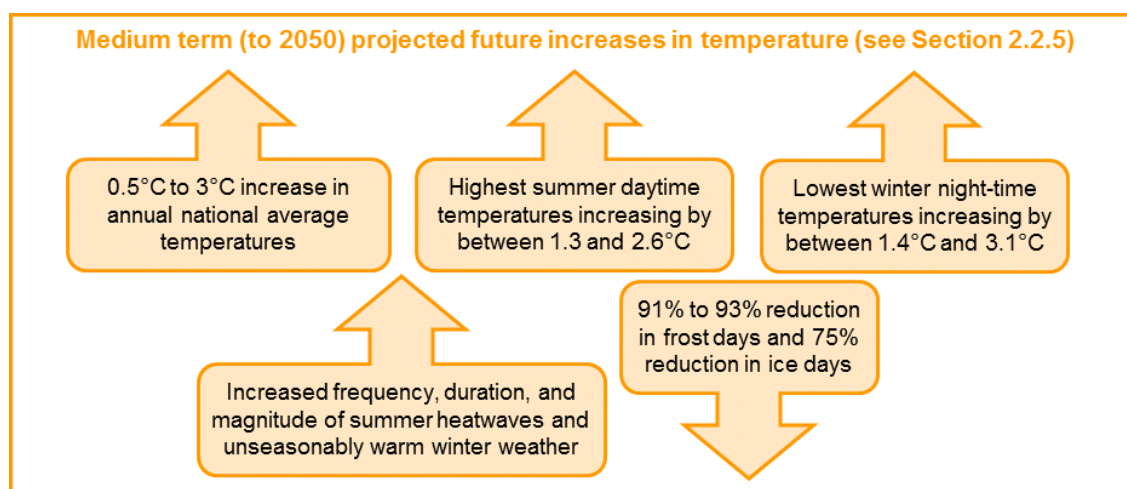 Medium term (to 2050) projected future increases in temperature (see Section 2.2.5)
0.5°C to 3°C increase in
annual national average
temperatures
Highest summer daytime
temperatures increasing by
between 1.3 and 2.6°C
Lowest winter night-time
temperatures increasing by
between 1.4°C and 3.1°C
Increased frequency, duration, and
magnitude of summer heatwaves and
unseasonably warm winter weather
91% to 93% reduction
in frost days and 75%
reduction in ice days